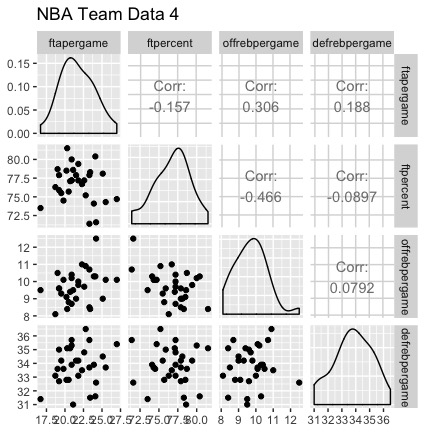 NBA Team Data 4
ftapergame ftpercent offrebpergame defrebpergame
0.15
0.10
0.05
0.00
Corr:
-0.157
Corr:
0.306
Corr:
0.188
ftapergame
80.0
77.5
75.0
72.5
Corr:
-0.466
Corr:
-0.0897
ftpercent
12
11
10
9
8
Corr:
0.0792
offrebpergame
36
35
34
33
32
31
defrebpergame
17.5 20.0 22.5 25.0 27.5 72.5 75.0 77.5 80.0 8 9 10 11 12 31 32 33 34 35 36